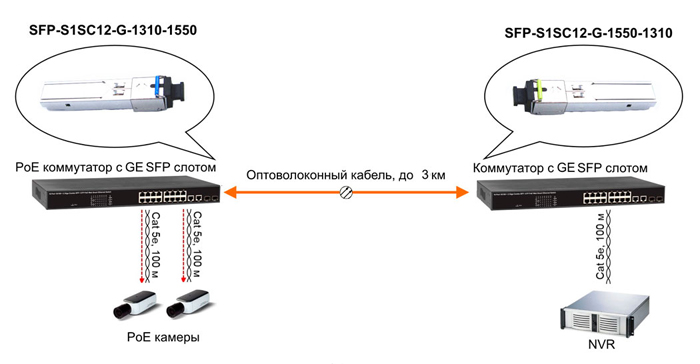 SFP-S1SC12-G-1310-1550
SFP-S1SC12-G-1550-1310
PoE коммутатор с GE SFP слотом
Оптоволоконный кабель, до 3 км
Коммутатор с GE SFP слотом
Cat 5e, 100 м
Cat 5e, 100 м
Cat 5e, 100 м
PoE камеры
NVR